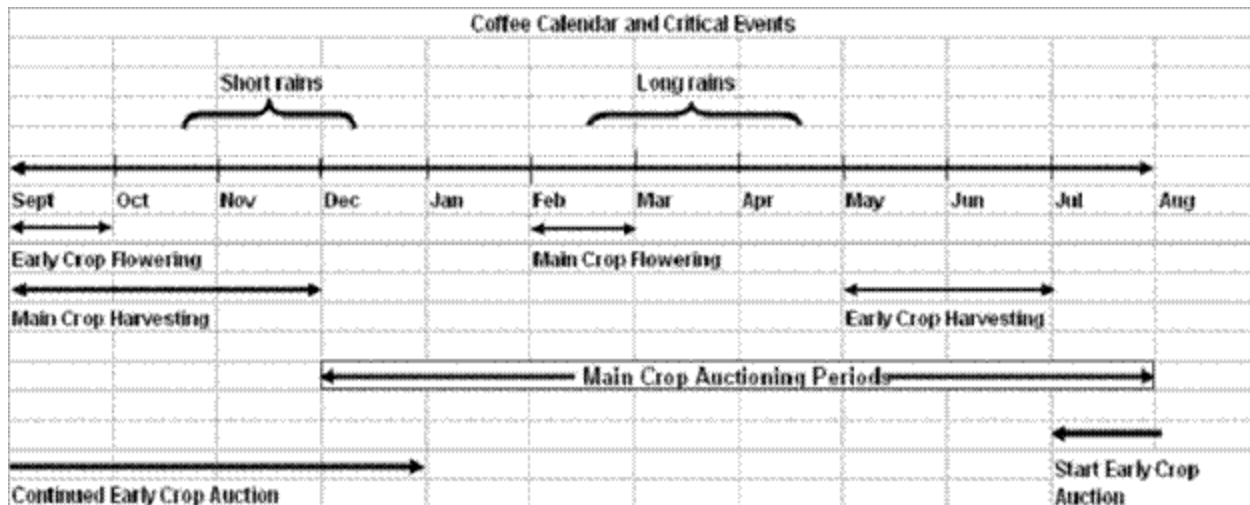 Coffee Calendar and Critical Events
Short rains Long rains
Sept Oct Nov Dec Jan Feb Mar Apr May Jun Jul Aug
Early Crop Flowering Main Crop Flowering
Main Crop Harvesting Early Crop Harvesting
Main Crop Auctioning Periods
Start Early Crop
Auction
Continued Early Crop Auction